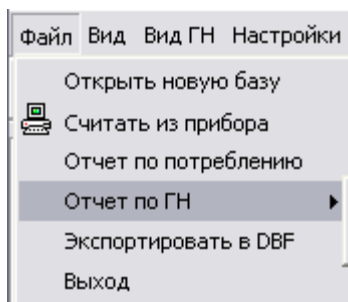 Файл Вид Вид ГН Настройки
Открыть новую базу
Считать из прибора
Отчет по потреблению
Отчет по ГН
Экспортировать в DBF
Выход